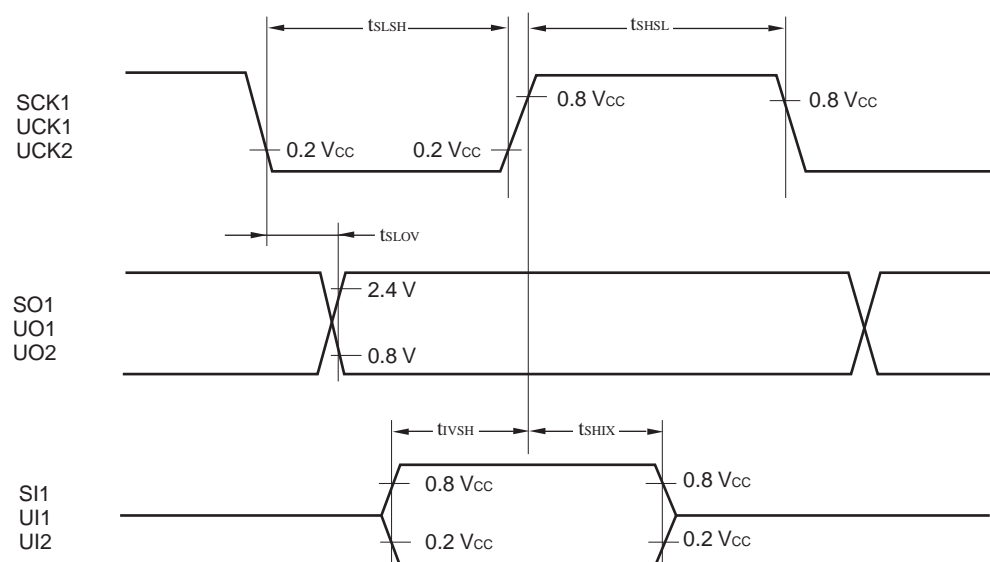 tSLSH
tSHSL
SCK1
UCK1
UCK2
0.8 VCC
0.8 VCC
0.2 VCC
0.2 VCC
tSLOV
SO1
UO1
UO2
2.4 V
0.8 V
tIVSH
tSHIX
SI1
UI1
UI2
0.8 VCC
0.8 VCC
0.2 VCC
0.2 VCC